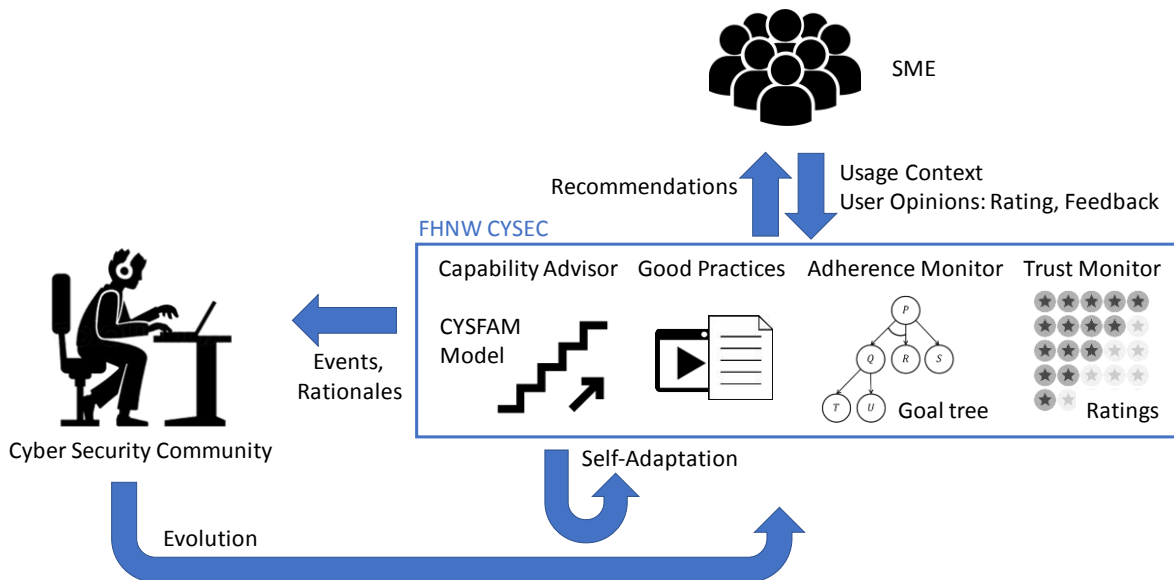 SME
Recommendations
Usage Context
User Opinions: Rating, Feedback
FHNW CYSEC
Capability Advisor
Good Practices
Adherence Monitor
Trust Monitor
CYSFAM
Model
P
Q
R
S
T
U
Goal tree
Ratings
Events,
Rationales
Cyber Security Community
Self-Adaptation
Evolution